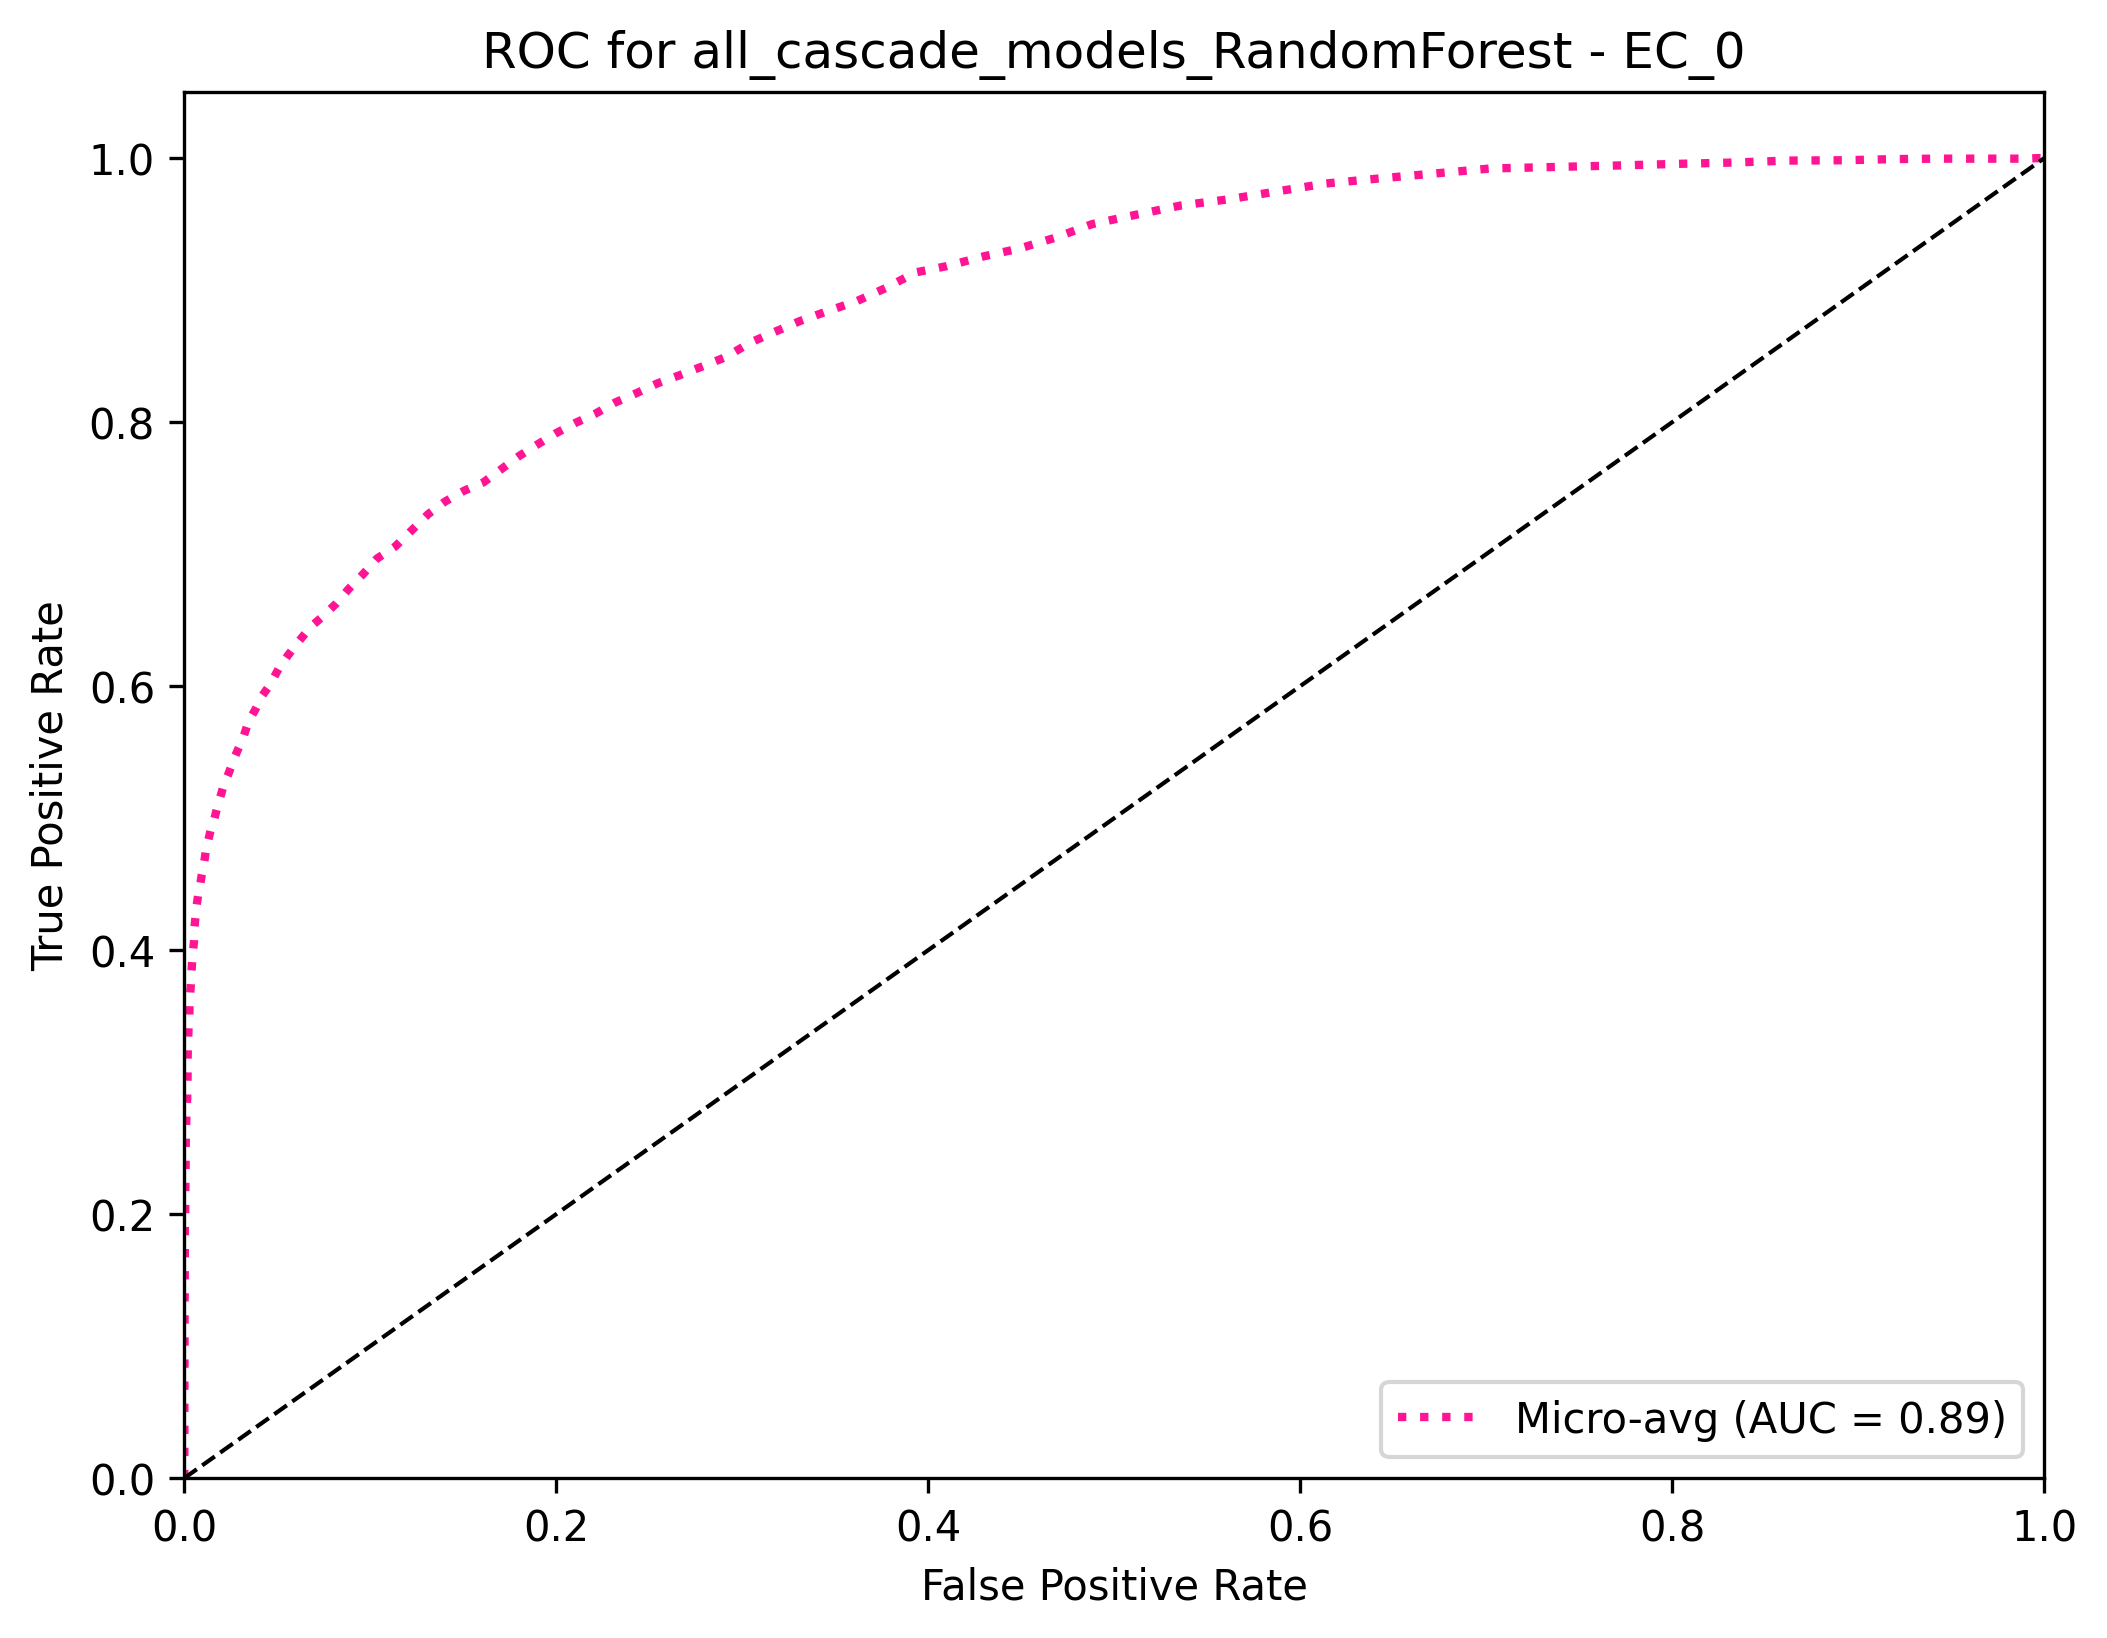 ROC for all_cascade_models_RandomForest - EC_0
True Positive Rate
1.0
0.8
0.6
0.4
0.2
0.0
0.0 0.2 0.4 0.6 0.8 1.0
False Positive Rate
Micro-avg (AUC = 0.89)